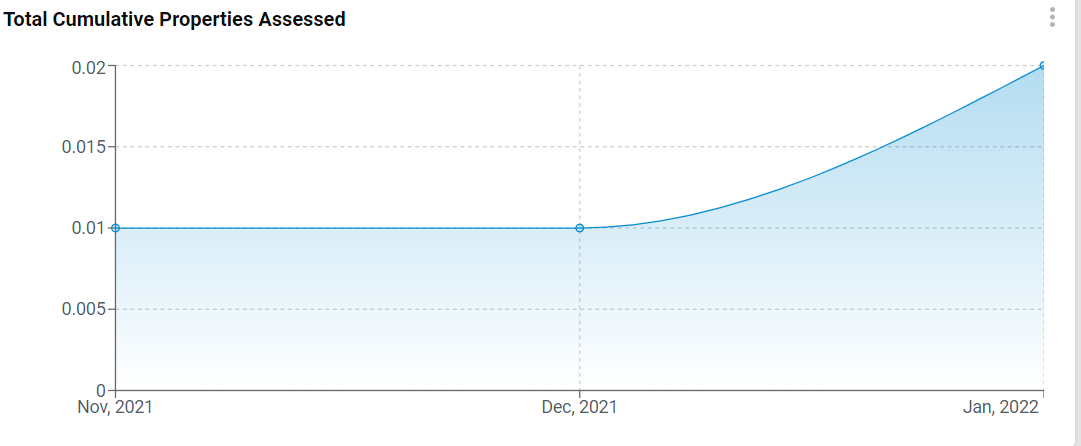 Total Cumulative Properties Assessed
0.02
0.015
0.01
0.005
0
Nov, 2021 Dec, 2021 Jan, 2022